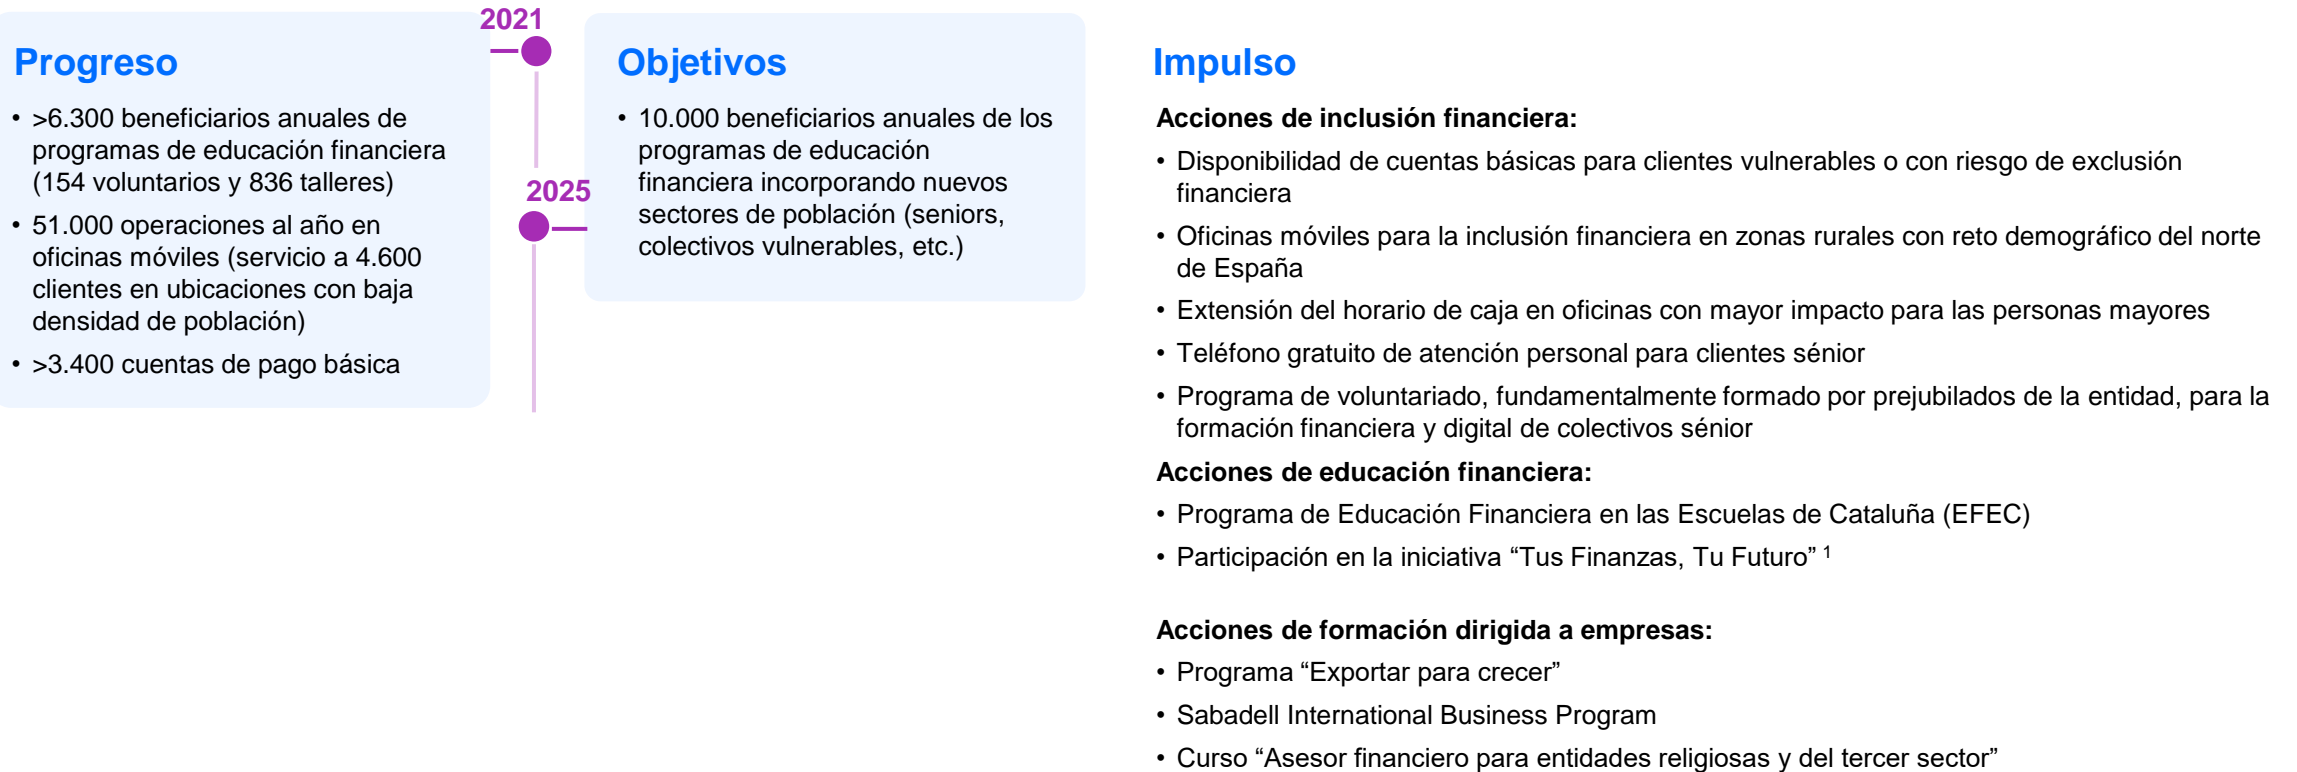 2021
Progreso
• >6.300 beneficiarios anuales de
programas de educación financiera
(154 voluntarios y 836 talleres)
• 51.000 operaciones al año en
oficinas móviles (servicio a 4.600
clientes en ubicaciones con baja
densidad de población)
• >3.400 cuentas de pago básica
2025
Objetivos
• 10.000 beneficiarios anuales de los
programas de educación
financiera incorporando nuevos
sectores de población (seniors,
colectivos vulnerables, etc.)
Impulso
Acciones de inclusión financiera:
• Disponibilidad de cuentas básicas para clientes vulnerables o con riesgo de exclusión
financiera
• Oficinas móviles para la inclusión financiera en zonas rurales con reto demográfico del norte
de España
• Extensión del horario de caja en oficinas con mayor impacto para las personas mayores
• Teléfono gratuito de atención personal para clientes sénior
• Programa de voluntariado, fundamentalmente formado por prejubilados de la entidad, para la
formación financiera y digital de colectivos sénior
Acciones de educación financiera:
• Programa de Educación Financiera en las Escuelas de Cataluña (EFEC)
• Participación en la iniciativa “Tus Finanzas, Tu Futuro” ¹
Acciones de formación dirigida a empresas:
• Programa “Exportar para crecer”
• Sabadell International Business Program
• Curso “Asesor financiero para entidades religiosas y del tercer sector”